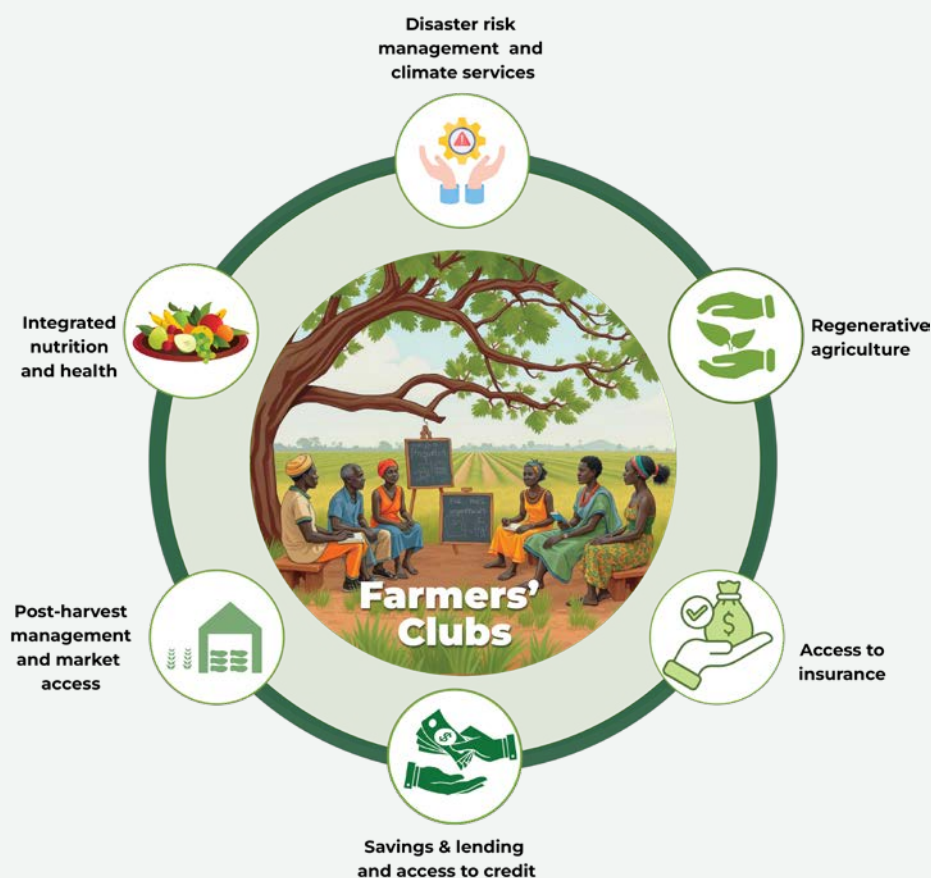 Disaster risk
management and
climate services
Integrated
nutrition
and health
Regenerative
agriculture
Farmers'
Clubs
Post-harvest
management
and market
access
Access to
insurance
Savings & lending
and access to credit